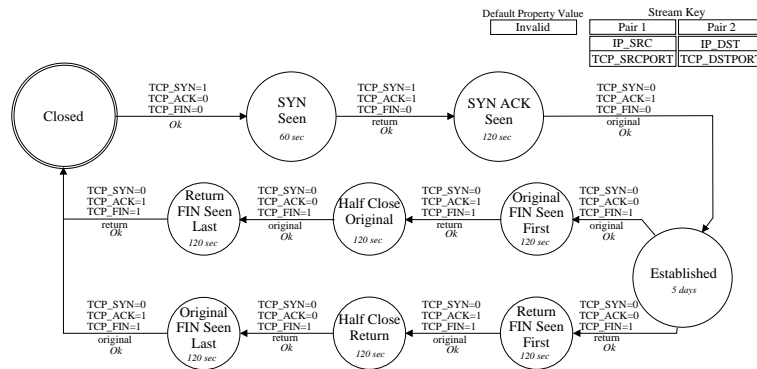 Default Property Value
Invalid
Stream Key
Pair 1 Pair 2
IP_SRC IP_DST
TCP_SRCPORT TCP_DSTPORT
Closed
TCP_SYN=1
TCP_ACK=0
TCP_FIN=0
Ok
SYN
Seen
60 sec
TCP_SYN=1
TCP_ACK=1
TCP_FIN=0
return
Ok
SYN ACK
Seen
120 sec
TCP_SYN=0
TCP_ACK=1
TCP_FIN=0
original
Ok
TCP_SYN=0
TCP_ACK=1
TCP_FIN=1
return
Ok
Return
FIN Seen
Last
120 sec
TCP_SYN=0
TCP_ACK=0
TCP_FIN=1
original
Ok
Half Close
Original
120 sec
TCP_SYN=0
TCP_ACK=1
TCP_FIN=1
return
Ok
Original
FIN Seen
First
120 sec
TCP_SYN=0
TCP_ACK=0
TCP_FIN=1
original
Ok
Established
5 days
TCP_SYN=0
TCP_ACK=1
TCP_FIN=1
original
Ok
Original
FIN Seen
Last
120 sec
TCP_SYN=0
TCP_ACK=0
TCP_FIN=1
return
Ok
Half Close
Return
120 sec
TCP_SYN=0
TCP_ACK=1
TCP_FIN=1
original
Ok
Return
FIN Seen
First
120 sec
TCP_SYN=0
TCP_ACK=0
TCP_FIN=1
return
Ok